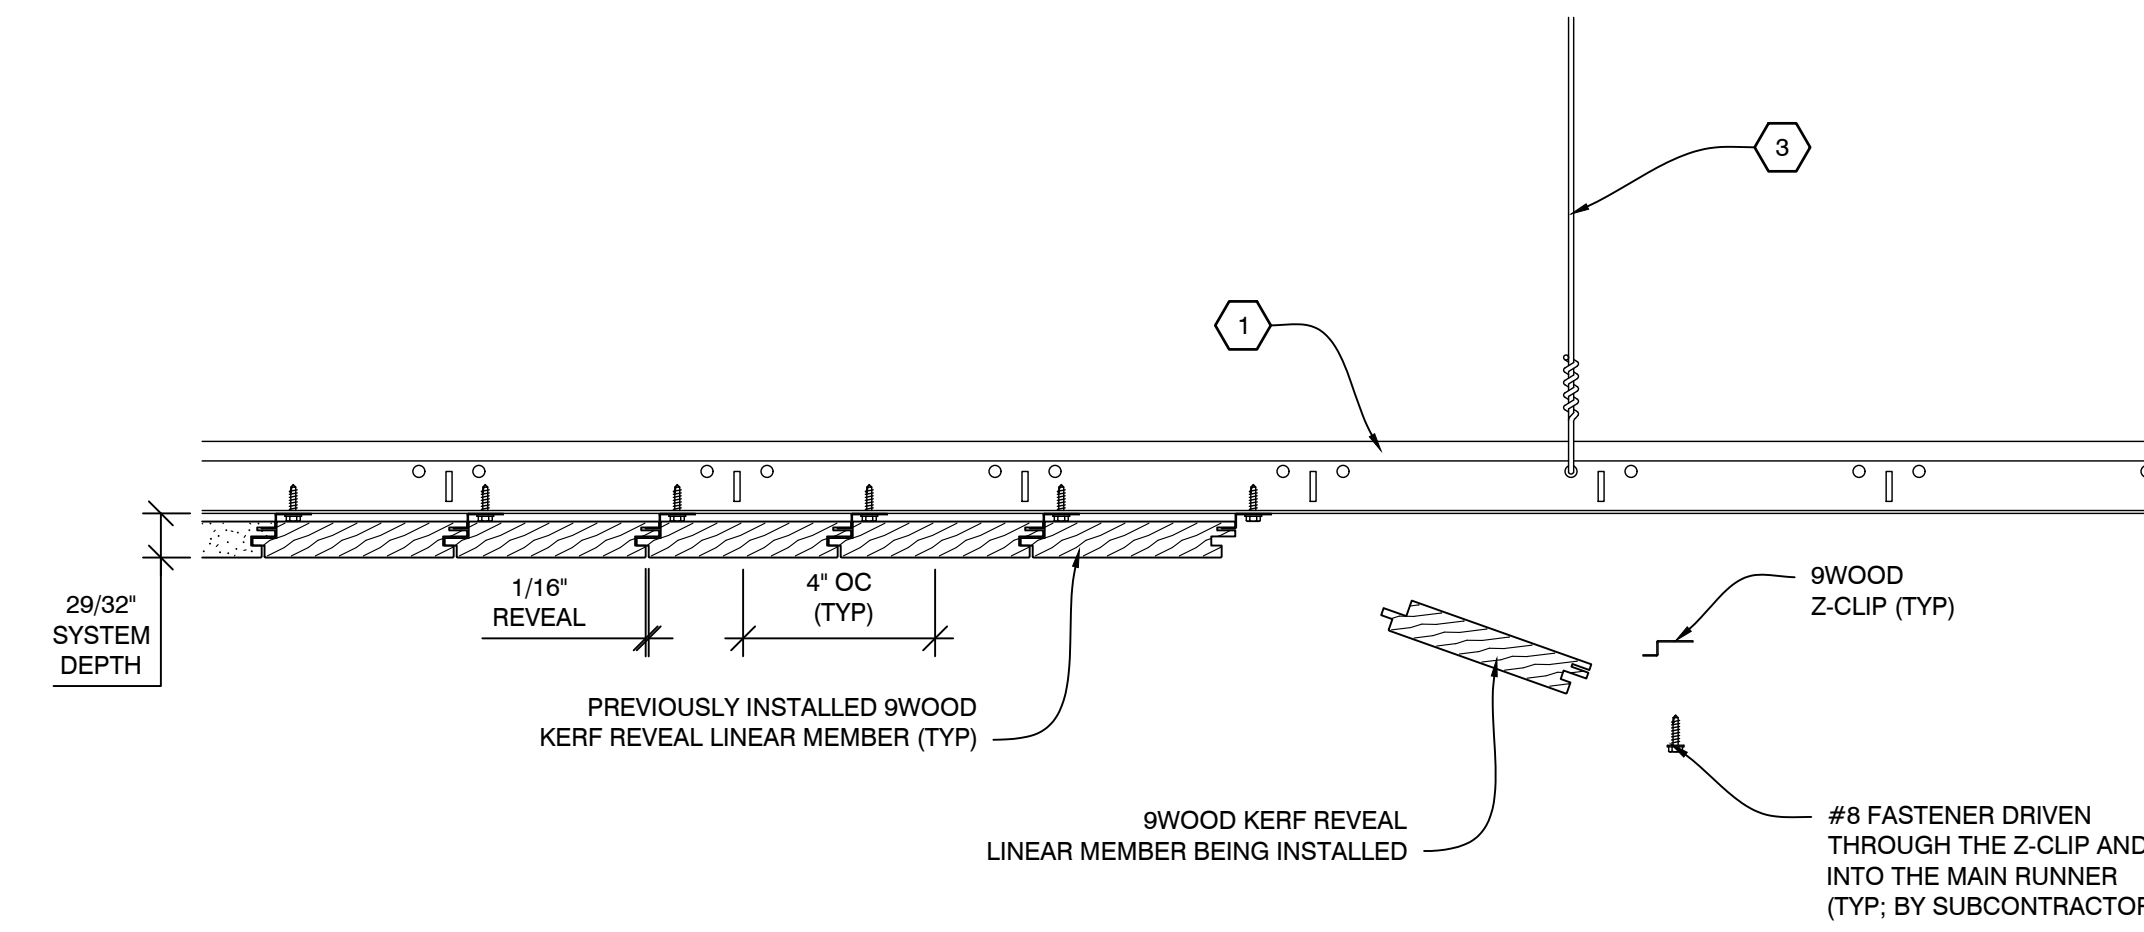 3
1
29/32"
SYSTEM
DEPTH
1/16"
REVEAL
4" OC
(TYP)
9WOOD
Z-CLIP (TYP)
PREVIOUSLY INSTALLED 9WOOD
KERF REVEAL LINEAR MEMBER (TYP)
9WOOD KERF REVEAL
LINEAR MEMBER BEING INSTALLED
#8 FASTENER DRIVEN
THROUGH THE Z-CLIP AND
INTO THE MAIN RUNNER
(TYP; BY SUBCONTRACTOR